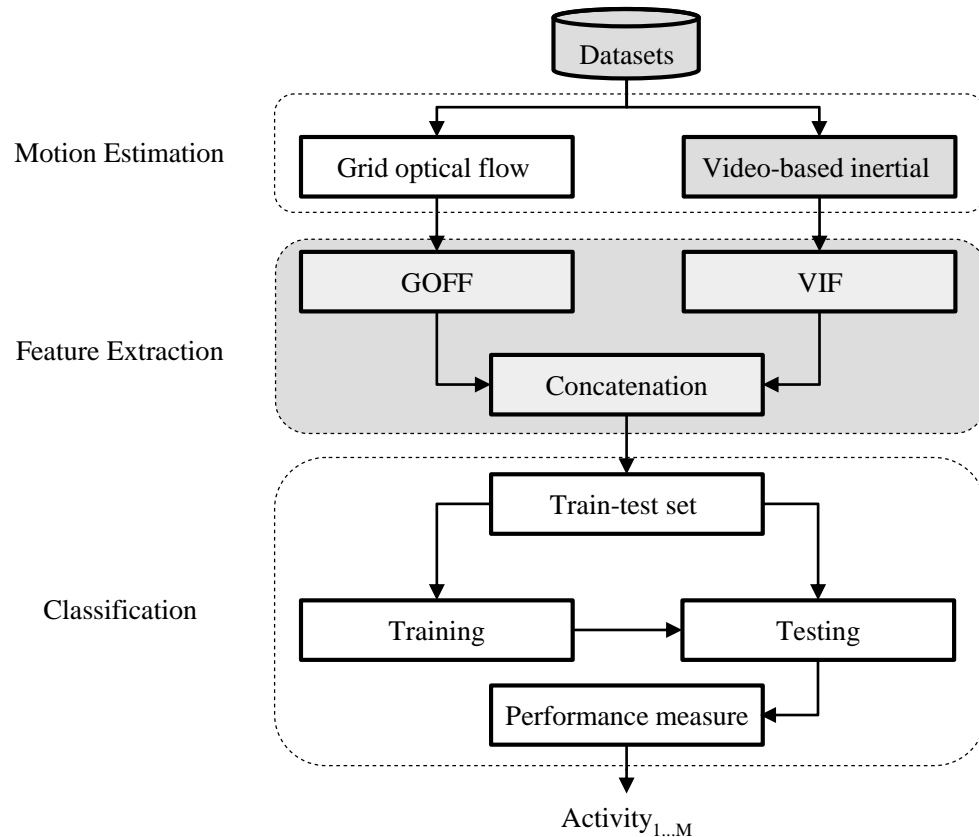 Datasets
Motion Estimation
Grid optical flow
Video-based inertial
GOFF
VIF
Feature Extraction
Concatenation
Train-test set
Classification
Training
Testing
Performance measure
Activity1...M